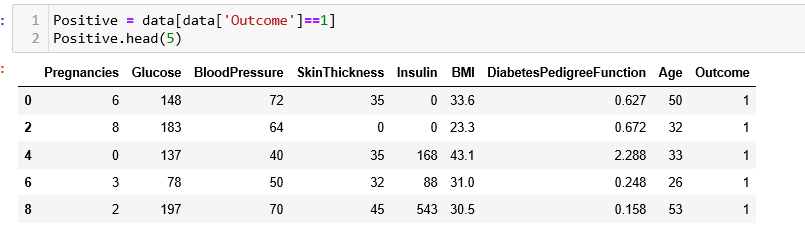 1 Positive = data[data['Outcome']==1]
2 Positive.head(5)
Pregnancies Glucose BloodPressure SkinThickness Insulin BMI DiabetesPedigreeFunction Age Outcome
0 6 148 72 35 0 33.6 0.627 50 1
2 8 183 64 0 0 23.3 0.672 32 1
4 0 137 40 35 168 43.1 2.288 33 1
6 3 78 50 32 88 31.0 0.248 26 1
8 2 197 70 45 543 30.5 0.158 53 1